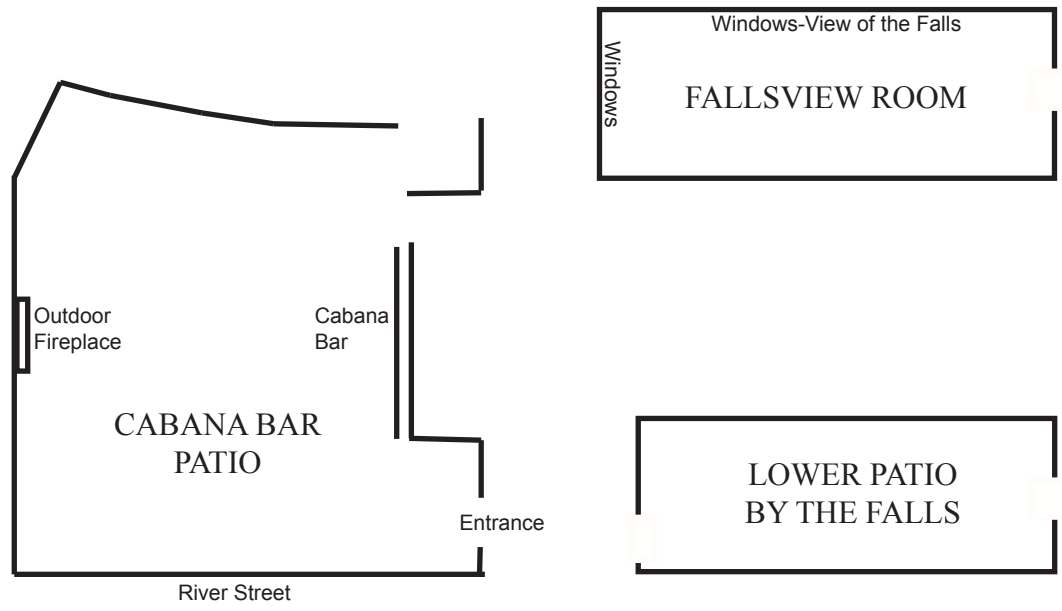 Windows-View of the Falls
Windows
FALLSVIEW ROOM
Outdoor
Fireplace
Cabana
Bar
CABANA BAR
PATIO
LOWER PATIO
BY THE FALLS
Entrance
River Street